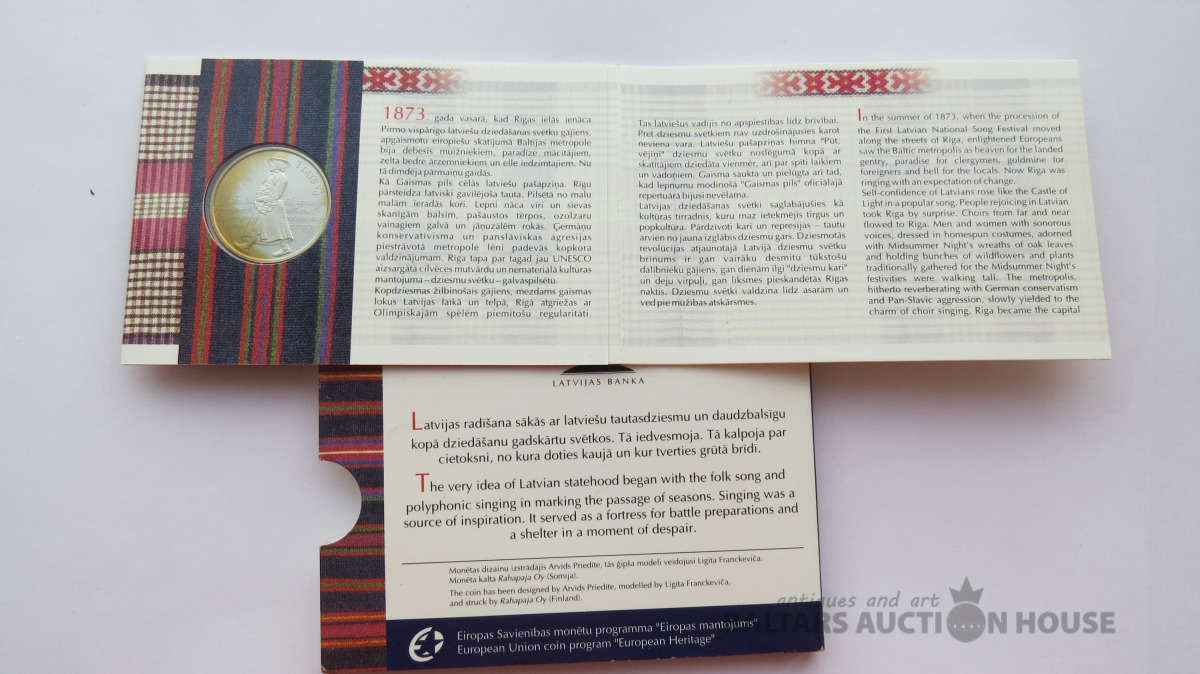 1 LATS
1873. gada vasarā, kad Rīgas ielās ienāca
Pirmo vispārīgo latviešu dziedāšanas svētku gājiens,
apgaismotu eiropiešu skatījumā Baltijas metropole
bija debesis muižniekiem, paradīze mācītājiem,
zelta bedre ārzemniekiem un elle iedzimtajiem. Nu
tā dimdēja pārmaiņu gaidās.
Kā Gaismas pils cēlās latviešu pašapziņa. Rīgu
pārsteidza latviski gavilējoša tauta. Pilsētā no malu
malām ieradās kori. Lepni nāca vīri un sievas
skanīgām balsīm, pašaustos tērpos, ozolzaru
vainagiem galvā un jāņuzālēm rokās. Ģermāņu
konservatīvisma un panslāviskas agresijas
piestrāvotā metropole lēni padevās kopkora
valdzinājumam. Rīga tapa par tagad jau UNESCO
aizsargātā cilvēces mutvārdu un nemateriālā kultūras
mantojuma – dziesmu svētku – galvaspilsētu.
Kopdziesmas žilbinošais gājiens, mezdams gaismas
lokus Latvijas laikā un telpā, Rīgā atgriežas ar
Olimpiskajām spēlēm piemītošu regularitāti.
Tas latviešus vadījis no apspiestības līdz brīvībai.
Pret dziesmu svētkiem nav uzdrošinājusies karot
neviena vara. Latviešu pašapziņas himna "Pūt,
vējiņi" dziesmu svētku noslēgumā kopā ar
skatītājiem dziedāta vienmēr, arī par spīti laikiem
un vadoņiem. Gaisma saukta un pielūgta arī tad,
kad lepnumu modinošā "Gaismas pils" oficiālajā
repertuārā bijusi nevēlama.
Latvijas dziedāšanas svētki saglabājušies kā
kultūras tīrradnis, kuru maz ietekmējis tirgus un
popkultūra. Pārdzīvoti kari un represijas – tautu
arvien no jauna izglābis dziesmu gars. Dziesmotās
revolūcijas atjaunotajā Latvijā dziesmu svētku
brīnums ir gan vairāku desmitu tūkstošu
dalībnieku gājiens, gan dienām ilgi "dziesmu kari"
un deju virpuļi, gan līksmes pieskandētās Rīgas
naktis. Dziesmu svētki valdzina līdz asarām un
ved pie mūžības atskārsmes.
In the summer of 1873, when the procession of
the First Latvian National Song Festival moved
along the streets of Riga, enlightened Europeans
saw the Baltic metropolis as heaven for the landed
gentry, paradise for clergymen, goldmine for
foreigners and hell for the locals. Now Riga was
ringing with an expectation of change.
Self-confidence of Latvians rose like the Castle of
Light in a popular song. People rejoicing in Latvian
took Riga by surprise. Choirs from far and near
flowed to Riga. Men and women with sonorous
voices, dressed in homespun costumes, adorned
with Midsummer Night's wreaths of oak leaves
and holding bunches of wildflowers and plants
traditionally gathered for the Midsummer Night's
festivities were walking tall. The metropolis,
hitherto reverberating with German conservatism
and Pan-Slavic aggression, slowly yielded to the
charm of choir singing. Riga became the capital
LATVIJAS BANKA
Latvijas radīšana sākās ar latviešu tautasdziesmu un daudzbalsīgu
kopā dziedāšanu gadskārtu svētkos. Tā iedvesmoja. Tā kalpoja par
cietoksni, no kura doties kaujā un kur tverties grūtā brīdī.
The very idea of Latvian statehood began with the folk song and
polyphonic singing in marking the passage of seasons. Singing was a
source of inspiration. It served as a fortress for battle preparations and
a shelter in a moment of despair.
Monētas dizainu izstrādājis Arvīds Priedīte, tās ģipša modeli veidojusi Ligita Franckeviča.
Monēta kalta Rahapaja Oy (Somija).
The coin has been designed by Arvīds Priedīte, modelled by Ligita Franckeviča,
and struck by Rahapaja Oy (Finland).
Eiropas Savienības monētu programma "Eiropas mantojums"
European Union coin program "European Heritage"
antiques and art
BALTARS AUCTION HOUSE